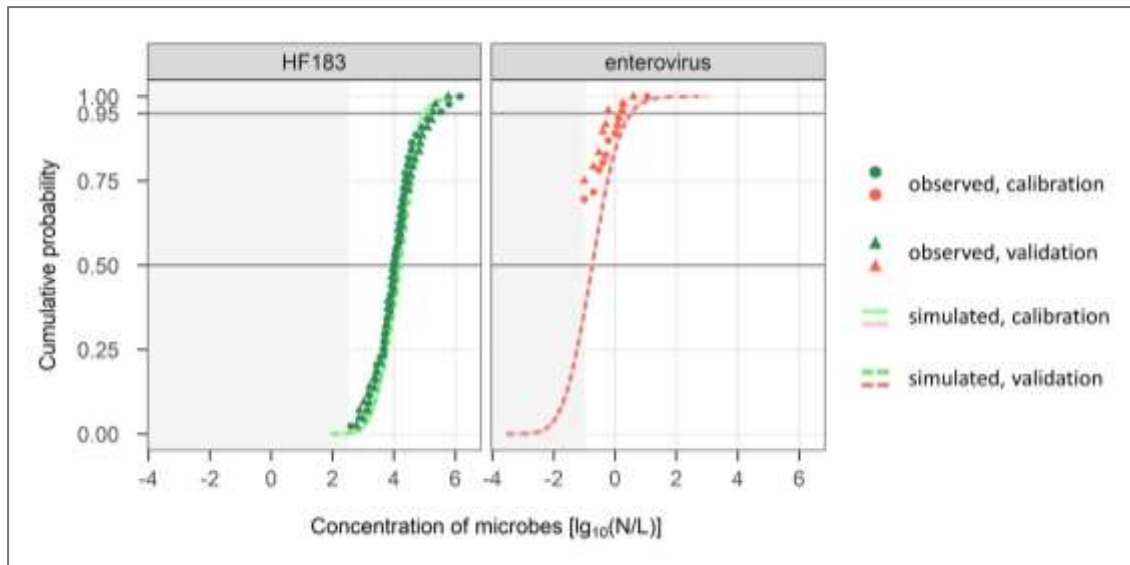 HF183
enterovirus
1.00
0.95
0.75
0.50
0.25
0.00
Cumulative probability
-4 -2 0 2 4 6 -4 -2 0 2 4 6
Concentration of microbes [lg₁₀(N/L)]
observed, calibration
observed, validation
simulated, calibration
simulated, validation